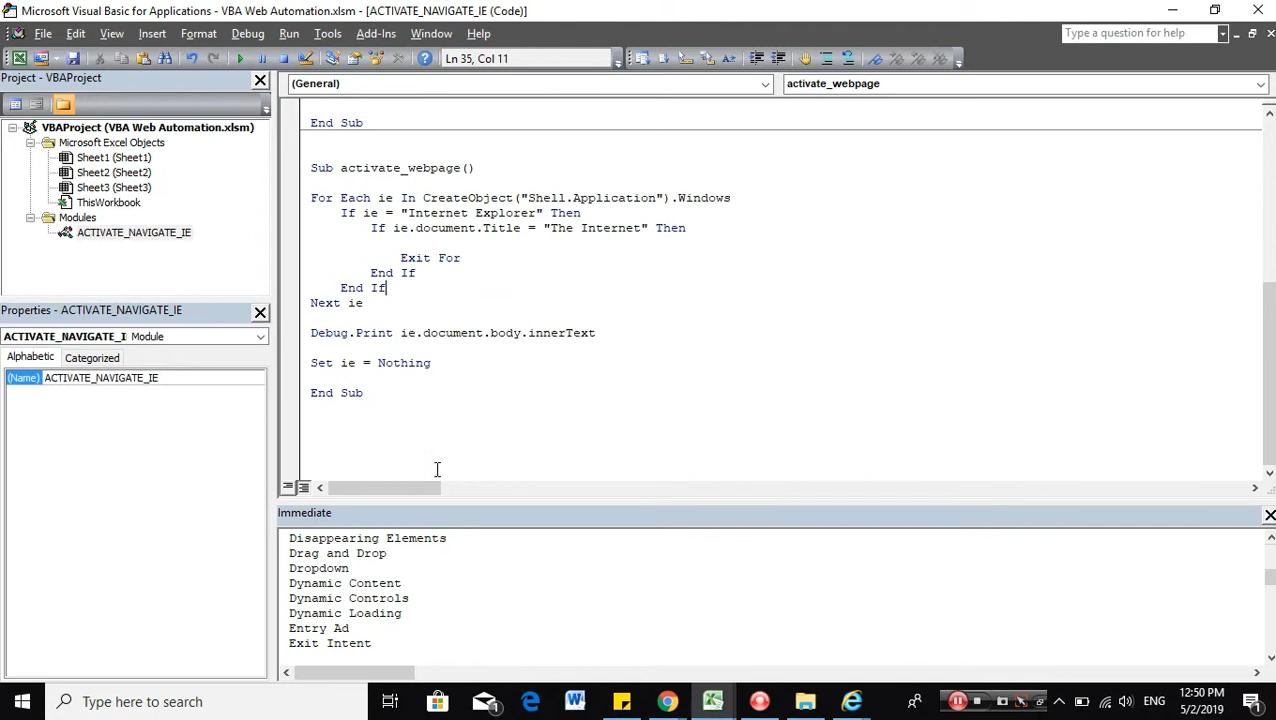 Microsoft Visual Basic for Applications - VBA Web Automation.xlsm - [ACTIVATE_NAVIGATE_IE (Code)]
File Edit View Insert Format Debug Run Tools Add-Ins Window Help
Type a question for help
Ln 35, Col 11
Project - VBAProject
VBAProject (VBA Web Automation.xlsm)
Microsoft Excel Objects
Sheet1 (Sheet1)
Sheet2 (Sheet2)
Sheet3 (Sheet3)
ThisWorkbook
Modules
ACTIVATE_NAVIGATE_IE
Properties - ACTIVATE_NAVIGATE_IE
ACTIVATE_NAVIGATE_I Module
Alphabetic Categorized
(Name) ACTIVATE_NAVIGATE_IE
(General)
activate_webpage
End Sub
Sub activate_webpage()
For Each ie In CreateObject("Shell.Application").Windows
If ie = "Internet Explorer" Then
If ie.document.Title = "The Internet" Then
Exit For
End If
End If
Next ie
Debug.Print ie.document.body.innerText
Set ie = Nothing
End Sub
Immediate
Disappearing Elements
Drag and Drop
Dropdown
Dynamic Content
Dynamic Controls
Dynamic Loading
Entry Ad
Exit Intent
Type here to search
1
ENG
12:50 PM
5/2/2019
1